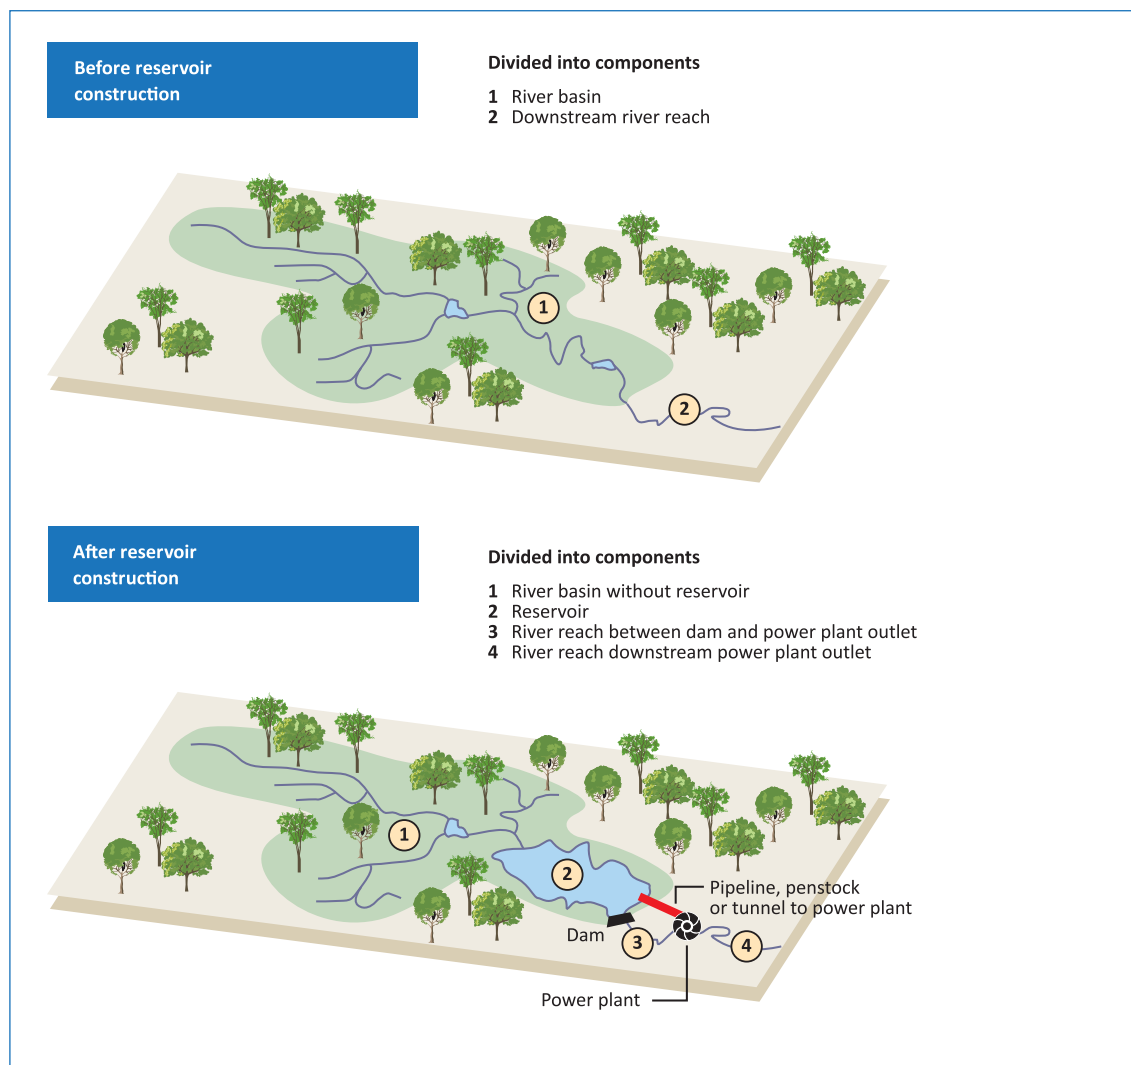 Before reservoir
construction
Divided into components
1 River basin
2 Downstream river reach
1
2
After reservoir
construction
Divided into components
1 River basin without reservoir
2 Reservoir
3 River reach between dam and power plant outlet
4 River reach downstream power plant outlet
1
2
Pipeline, penstock
or tunnel to power plant
Dam
3
4
Power plant